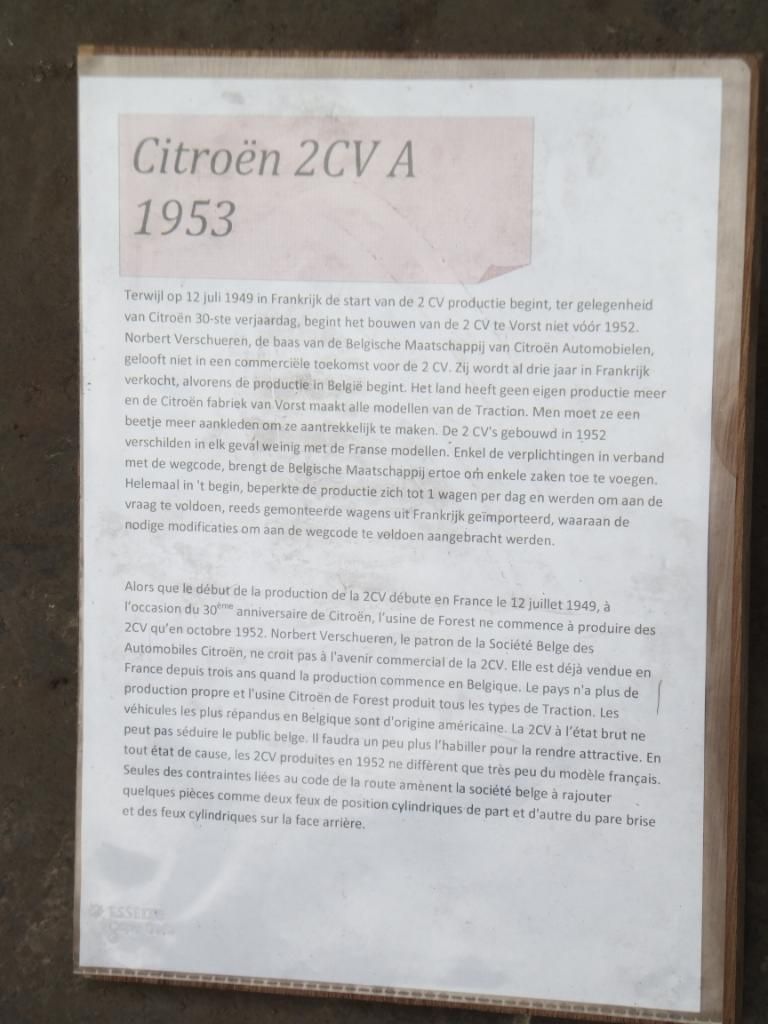 Citroën 2CV A
1953
Terwijl op 12 juli 1949 in Frankrijk de start van de 2 CV productie begint, ter gelegenheid
van Citroën 30-ste verjaardag, begint het bouwen van de 2 CV te Vorst niet vóór 1952.
Norbert Verschueren, de baas van de Belgische Maatschappij van Citroën Automobielen,
gelooft niet in een commerciële toekomst voor de 2 CV. Zij wordt al drie jaar in Frankrijk
verkocht, alvorens de productie in België begint. Het land heeft geen eigen productie meer
en de Citroën fabriek van Vorst maakt alle modellen van de Traction. Men moet ze een
beetje meer aankleden om ze aantrekkelijk te maken. De 2 CV's gebouwd in 1952
verschilden in elk geval weinig met de Franse modellen. Enkel de verplichtingen in verband
met de wegcode, brengt de Belgische Maatschappij ertoe om enkele zaken toe te voegen.
Helemaal in 't begin, beperkte de productie zich tot 1 wagen per dag en werden om aan de
vraag te voldoen, reeds gemonteerde wagens uit Frankrijk geïmporteerd, waaraan de
nodige modificaties om aan de wegcode te voldoen aangebracht werden.
Alors que le début de la production de la 2CV débute en France le 12 juillet 1949, à
l'occasion du 30ème anniversaire de Citroën, l'usine de Forest ne commence à produire des
2CV qu'en octobre 1952. Norbert Verschueren, le patron de la Société Belge des
Automobiles Citroën, ne croit pas à l'avenir commercial de la 2CV. Elle est déjà vendue en
France depuis trois ans quand la production commence en Belgique. Le pays n'a plus de
production propre et l'usine Citroën de Forest produit tous les types de Traction. Les
véhicules les plus répandus en Belgique sont d'origine américaine. La 2CV à l'état brut ne
peut pas séduire le public belge. Il faudra un peu plus l'habiller pour la rendre attractive. En
tout état de cause, les 2CV produites en 1952 ne diffèrent que très peu du modèle français.
Seules des contraintes liées au code de la route amènent la société belge à rajouter
quelques pièces comme deux feux de position cylindriques de part et d'autre du pare brise
et des feux cylindriques sur la face arrière.
ESSELTE